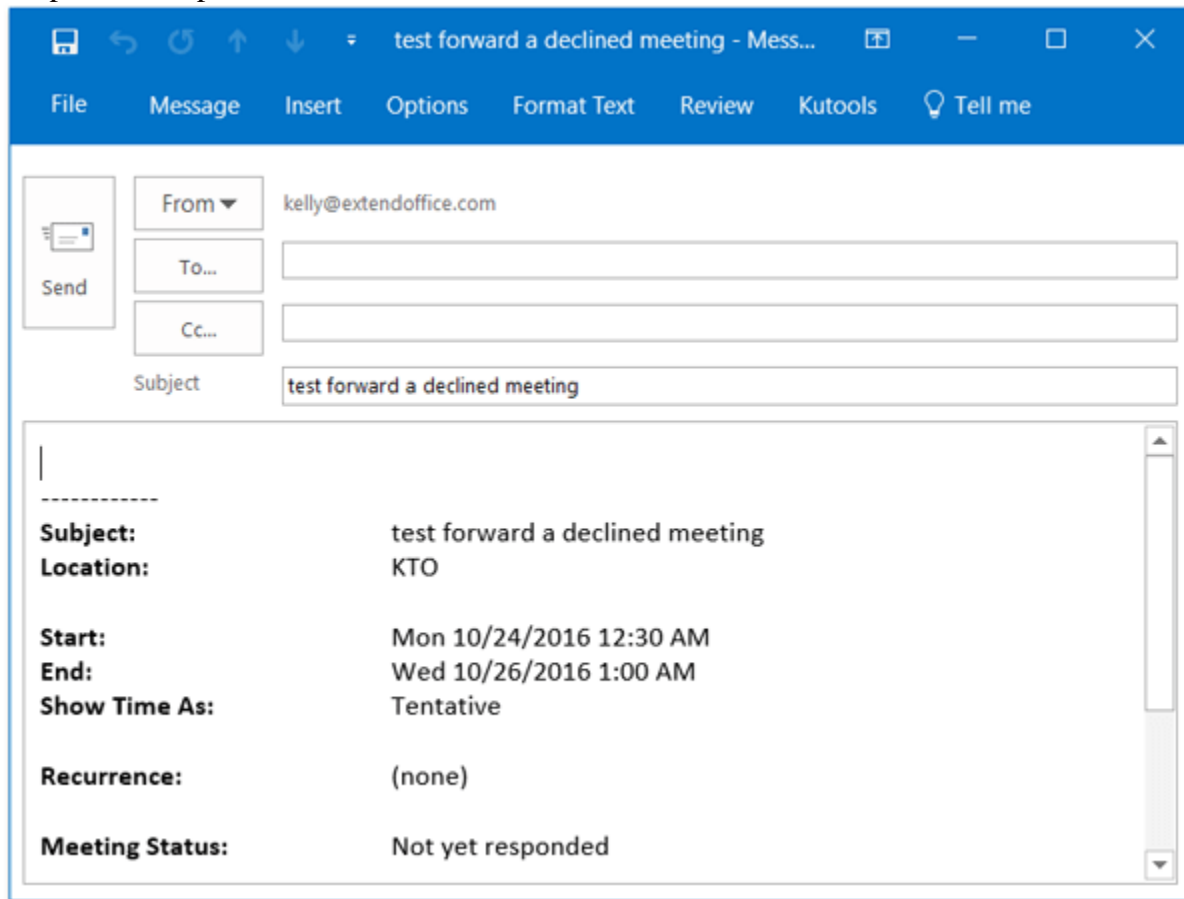 test forward a declined meeting - Mess...
File Message Insert Options Format Text Review Kutools Tell me
From kelly@extendoffice.com
To...
Send
Cc...
Subject test forward a declined meeting
------------
Subject: test forward a declined meeting
Location: KTO
Start: Mon 10/24/2016 12:30 AM
End: Wed 10/26/2016 1:00 AM
Show Time As: Tentative
Recurrence: (none)
Meeting Status: Not yet responded